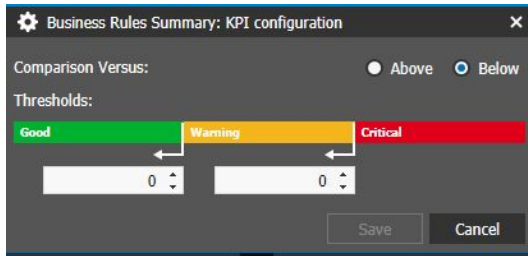 Business Rules Summary: KPI configuration
Comparison Versus: Above Below
Thresholds:
Good Warning Critical
0 0
Save Cancel